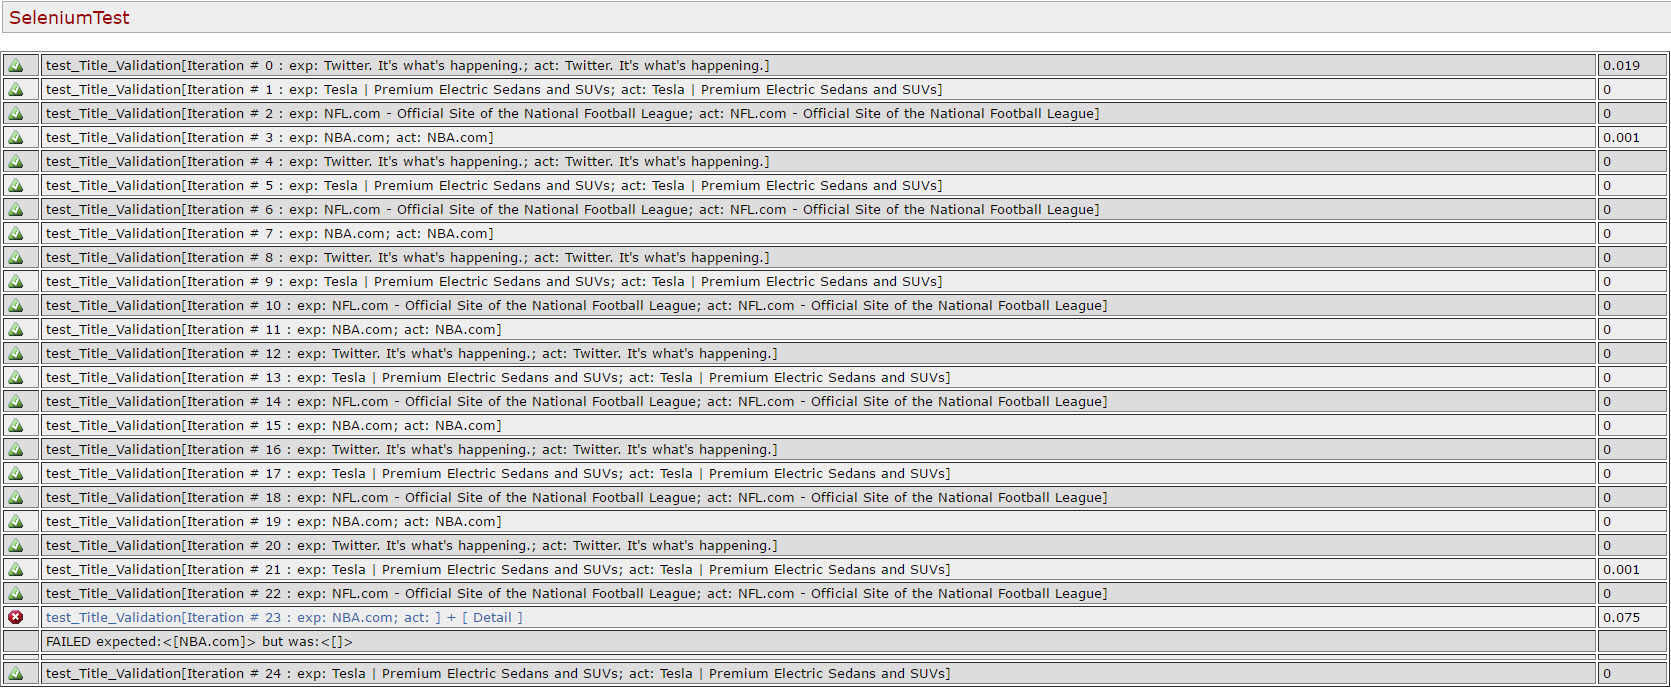 SeleniumTest
test_Title_Validation[Iteration # 0 : exp: Twitter. It's what's happening.; act: Twitter. It's what's happening.] 0.019
test_Title_Validation[Iteration # 1 : exp: Tesla | Premium Electric Sedans and SUVs; act: Tesla | Premium Electric Sedans and SUVs] 0
test_Title_Validation[Iteration # 2 : exp: NFL.com - Official Site of the National Football League; act: NFL.com - Official Site of the National Football League] 0
test_Title_Validation[Iteration # 3 : exp: NBA.com; act: NBA.com] 0.001
test_Title_Validation[Iteration # 4 : exp: Twitter. It's what's happening.; act: Twitter. It's what's happening.] 0
test_Title_Validation[Iteration # 5 : exp: Tesla | Premium Electric Sedans and SUVs; act: Tesla | Premium Electric Sedans and SUVs] 0
test_Title_Validation[Iteration # 6 : exp: NFL.com - Official Site of the National Football League; act: NFL.com - Official Site of the National Football League] 0
test_Title_Validation[Iteration # 7 : exp: NBA.com; act: NBA.com] 0
test_Title_Validation[Iteration # 8 : exp: Twitter. It's what's happening.; act: Twitter. It's what's happening.] 0
test_Title_Validation[Iteration # 9 : exp: Tesla | Premium Electric Sedans and SUVs; act: Tesla | Premium Electric Sedans and SUVs] 0
test_Title_Validation[Iteration # 10 : exp: NFL.com - Official Site of the National Football League; act: NFL.com - Official Site of the National Football League] 0
test_Title_Validation[Iteration # 11 : exp: NBA.com; act: NBA.com] 0
test_Title_Validation[Iteration # 12 : exp: Twitter. It's what's happening.; act: Twitter. It's what's happening.] 0
test_Title_Validation[Iteration # 13 : exp: Tesla | Premium Electric Sedans and SUVs; act: Tesla | Premium Electric Sedans and SUVs] 0
test_Title_Validation[Iteration # 14 : exp: NFL.com - Official Site of the National Football League; act: NFL.com - Official Site of the National Football League] 0
test_Title_Validation[Iteration # 15 : exp: NBA.com; act: NBA.com] 0
test_Title_Validation[Iteration # 16 : exp: Twitter. It's what's happening.; act: Twitter. It's what's happening.] 0
test_Title_Validation[Iteration # 17 : exp: Tesla | Premium Electric Sedans and SUVs; act: Tesla | Premium Electric Sedans and SUVs] 0
test_Title_Validation[Iteration # 18 : exp: NFL.com - Official Site of the National Football League; act: NFL.com - Official Site of the National Football League] 0
test_Title_Validation[Iteration # 19 : exp: NBA.com; act: NBA.com] 0
test_Title_Validation[Iteration # 20 : exp: Twitter. It's what's happening.; act: Twitter. It's what's happening.] 0
test_Title_Validation[Iteration # 21 : exp: Tesla | Premium Electric Sedans and SUVs; act: Tesla | Premium Electric Sedans and SUVs] 0.001
test_Title_Validation[Iteration # 22 : exp: NFL.com - Official Site of the National Football League; act: NFL.com - Official Site of the National Football League] 0
test_Title_Validation[Iteration # 23 : exp: NBA.com; act: ] + [ Detail ] 0.075
FAILED expected:<[NBA.com]> but was:<[]>
test_Title_Validation[Iteration # 24 : exp: Tesla | Premium Electric Sedans and SUVs; act: Tesla | Premium Electric Sedans and SUVs] 0